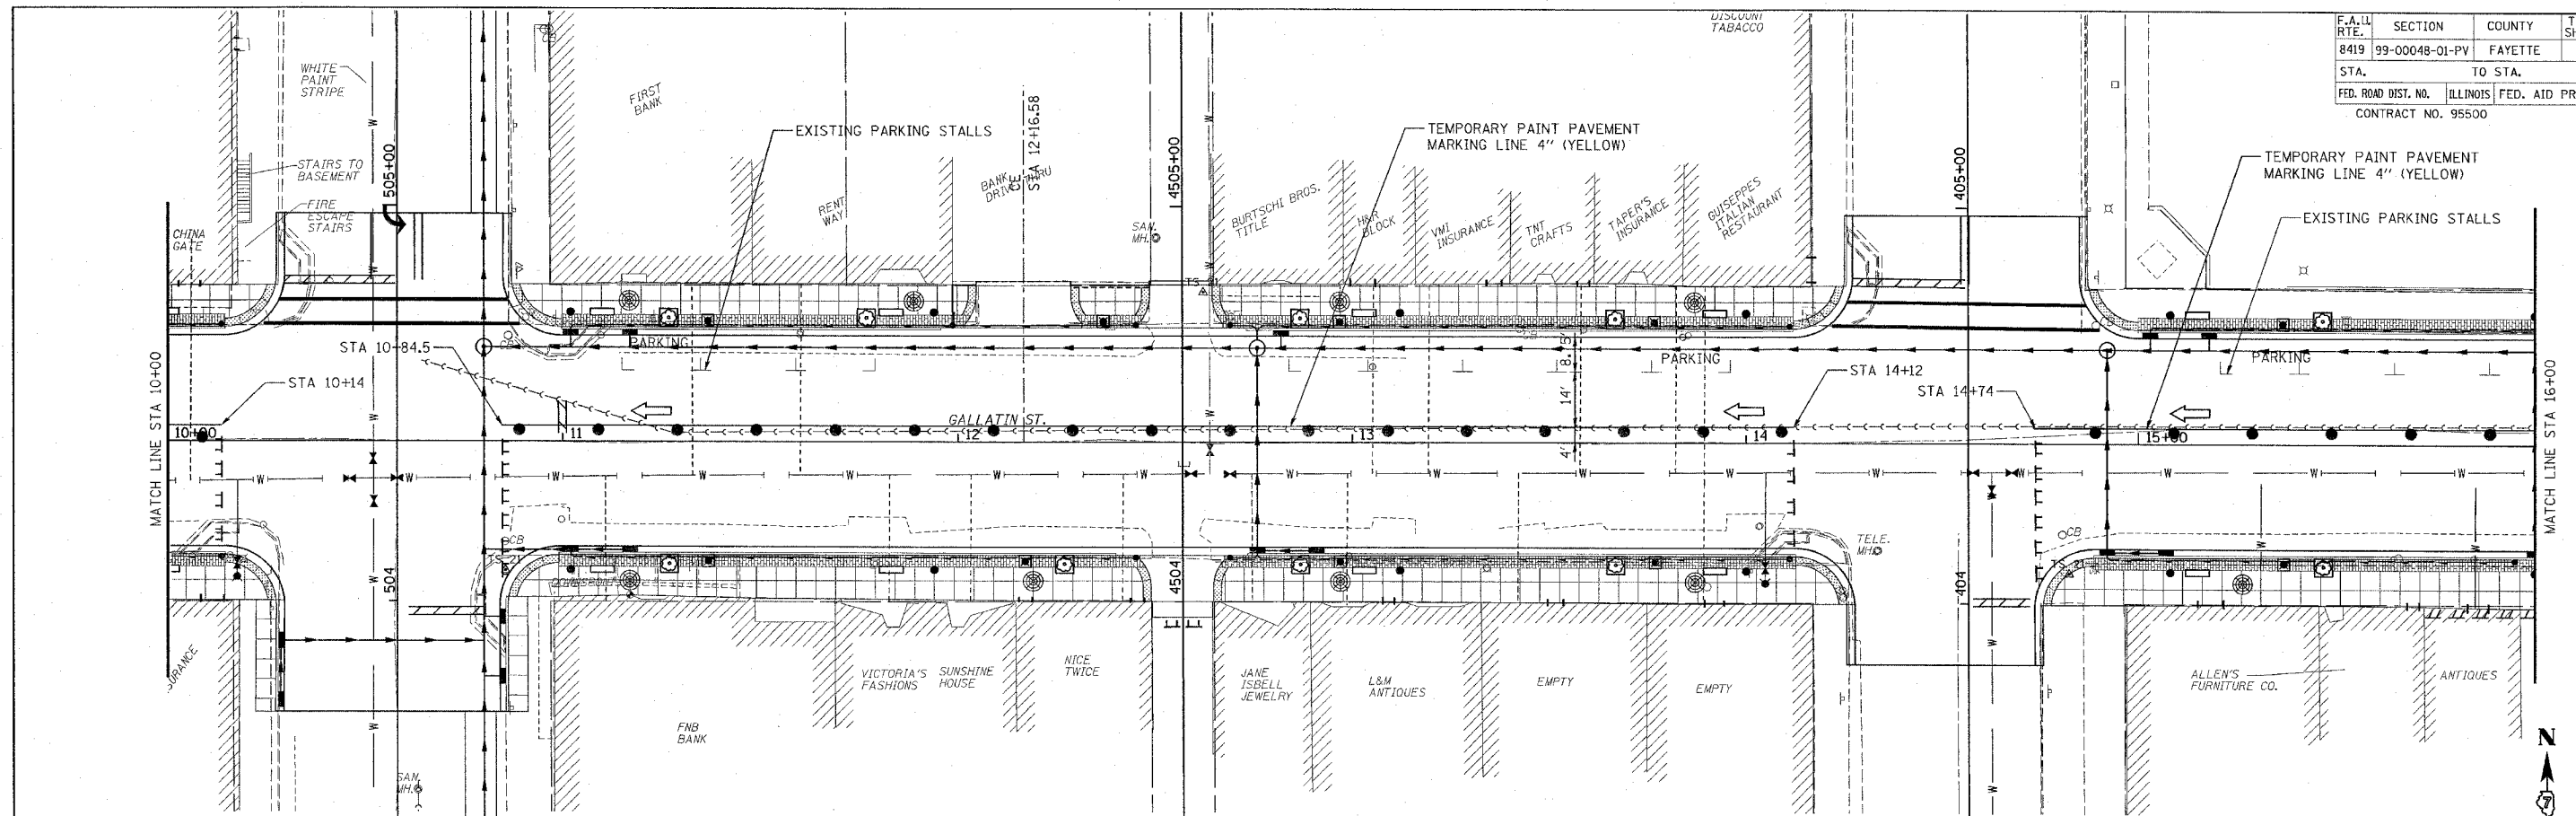 DISCOUNT
TABACCO
F.A.U.
RTE.
SECTION
COUNTY
8419
99-00048-01-PV
FAYETTE
STA.
TO STA.
FED. ROAD DIST. NO.
ILLINOIS
FED. AID PR
CONTRACT NO. 95500
WHITE
PAINT
STRIPE
STAIRS TO
BASEMENT
FIRE
ESCAPE
STAIRS
CHINA
GATE
505+00
FIRST
BANK
EXISTING PARKING STALLS
RENT
WAY
BANK
DRIVE THRU
CE
STA 12+16.58
4505+00
SAN.
MH.
BURTSCHI BROS.
TITLE
H&R
BLOCK
VMI
INSURANCE
TNT
CRAFTS
TAPER'S
INSURANCE
GUISEPPES
ITALIAN
RESTAURANT
TEMPORARY PAINT PAVEMENT
MARKING LINE 4" (YELLOW)
405+00
TEMPORARY PAINT PAVEMENT
MARKING LINE 4" (YELLOW)
EXISTING PARKING STALLS
MATCH LINE STA 10+00
STA 10+14
STA 10+84.5
PARKING
PARKING
PARKING
8.5'
14'
4'
STA 14+12
STA 14+74
MATCH LINE STA 16+00
GALLATIN ST.
10+00
11
12
13
14
15+00
W
CB
CB
TELE.
MH.
504
4504
404
SURANCE
SAN.
MH.
FNB
BANK
VICTORIA'S
FASHIONS
SUNSHINE
HOUSE
NICE
TWICE
JANE
ISBELL
JEWELRY
L&M
ANTIQUES
EMPTY
EMPTY
ALLEN'S
FURNITURE CO.
ANTIQUES
N
7